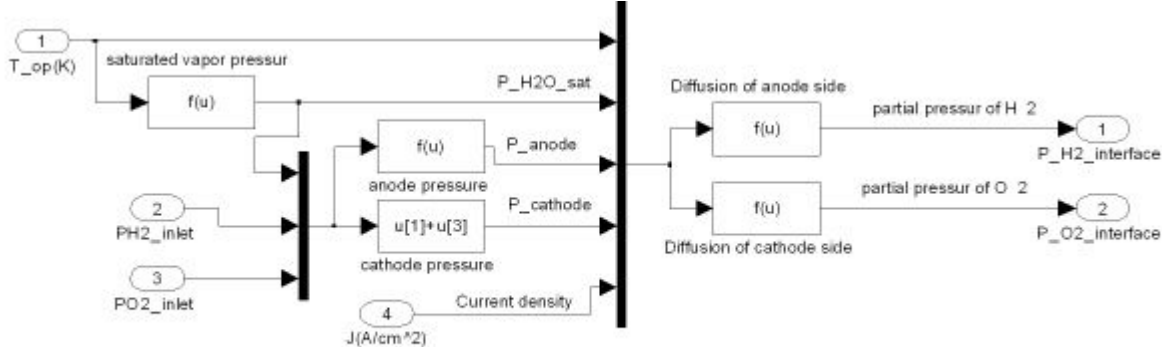 1
T_op(K)
saturated vapor pressur
f(u)
P_H2O_sat
Diffusion of anode side
f(u)
partial pressur of H 2
1
P_H2_interface
f(u)
P_anode
anode pressure
2
PH2_inlet
u[1]+u[3]
P_cathode
cathode pressure
f(u)
partial pressur of O 2
2
P_O2_interface
Diffusion of cathode side
3
PO2_inlet
4
Current density
J(A/cm^2)